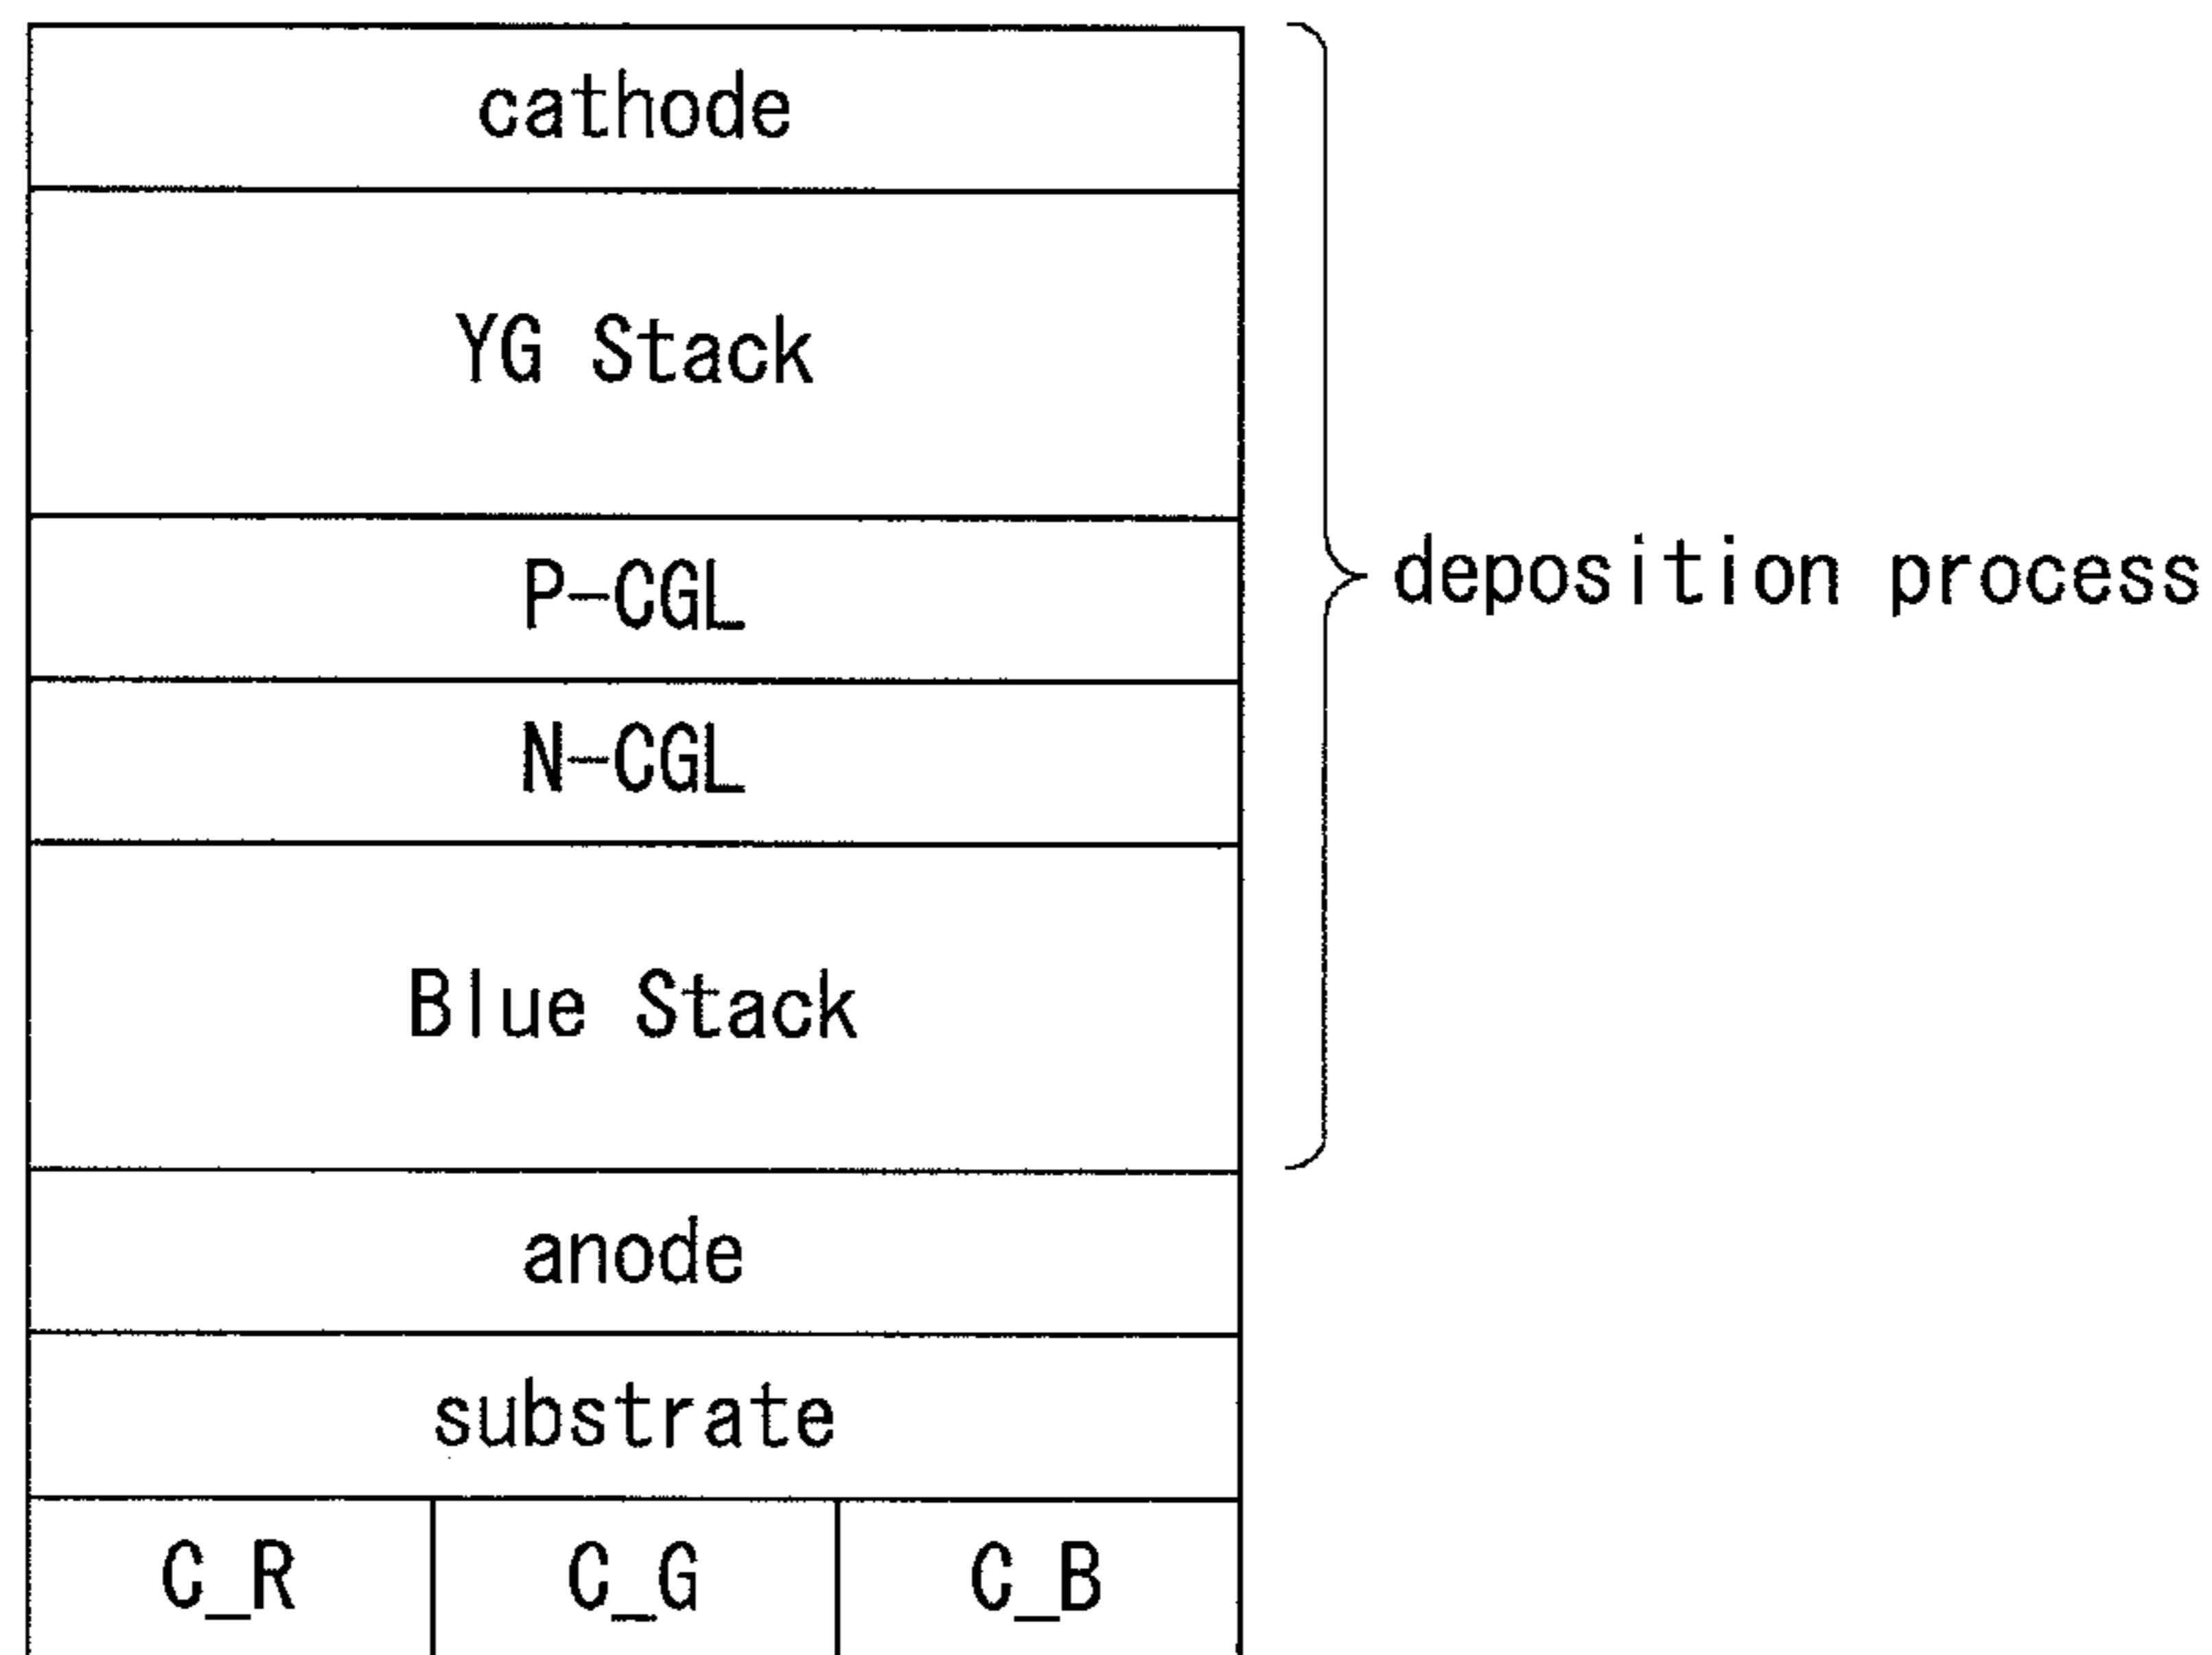 cathode
YG Stack
P-CGL
deposition process
N-CGL
Blue Stack
anode
substrate
C_R C_G C_B